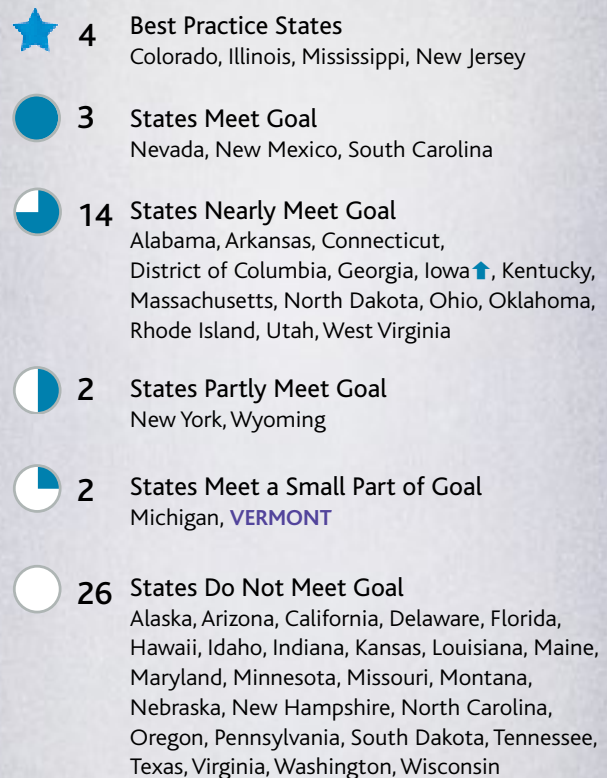 4 Best Practice States
Colorado, Illinois, Mississippi, New Jersey
3 States Meet Goal
Nevada, New Mexico, South Carolina
14 States Nearly Meet Goal
Alabama, Arkansas, Connecticut,
District of Columbia, Georgia, Iowa⬆, Kentucky,
Massachusetts, North Dakota, Ohio, Oklahoma,
Rhode Island, Utah, West Virginia
2 States Partly Meet Goal
New York, Wyoming
2 States Meet a Small Part of Goal
Michigan, VERMONT
26 States Do Not Meet Goal
Alaska, Arizona, California, Delaware, Florida,
Hawaii, Idaho, Indiana, Kansas, Louisiana, Maine,
Maryland, Minnesota, Missouri, Montana,
Nebraska, New Hampshire, North Carolina,
Oregon, Pennsylvania, South Dakota, Tennessee,
Texas, Virginia, Washington, Wisconsin